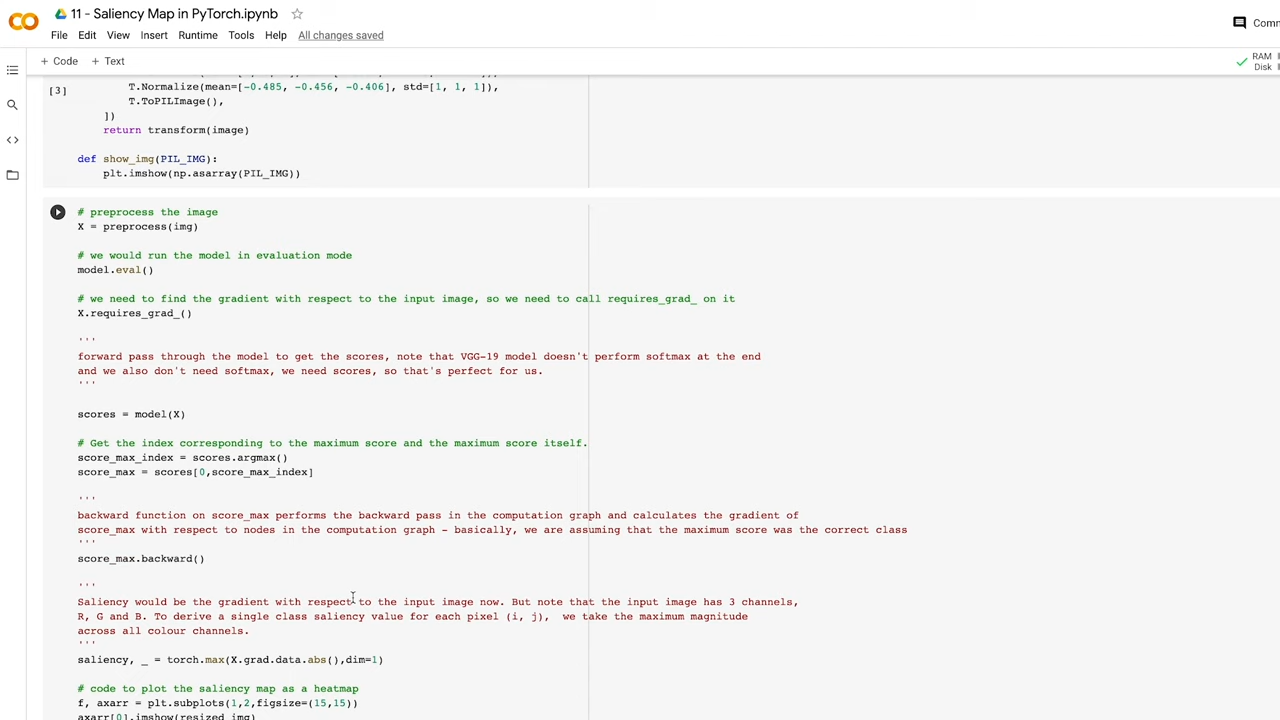 11 - Saliency Map in PyTorch.ipynb
File Edit View Insert Runtime Tools Help All changes saved
Comm
+ Code + Text
RAM
Disk
[3]
T.Normalize(mean=[-0.485, -0.456, -0.406], std=[1, 1, 1]),
T.ToPILImage(),
])
return transform(image)
def show_img(PIL_IMG):
plt.imshow(np.asarray(PIL_IMG))
# preprocess the image
X = preprocess(img)
# we would run the model in evaluation mode
model.eval()
# we need to find the gradient with respect to the input image, so we need to call requires_grad_ on it
X.requires_grad_()
'''
forward pass through the model to get the scores, note that VGG-19 model doesn't perform softmax at the end
and we also don't need softmax, we need scores, so that's perfect for us.
'''
scores = model(X)
# Get the index corresponding to the maximum score and the maximum score itself.
score_max_index = scores.argmax()
score_max = scores[0,score_max_index]
'''
backward function on score_max performs the backward pass in the computation graph and calculates the gradient of
score_max with respect to nodes in the computation graph - basically, we are assuming that the maximum score was the correct class
'''
score_max.backward()
'''
Saliency would be the gradient with respect to the input image now. But note that the input image has 3 channels,
R, G and B. To derive a single class saliency value for each pixel (i, j),  we take the maximum magnitude
across all colour channels.
'''
saliency, _ = torch.max(X.grad.data.abs(),dim=1)
# code to plot the saliency map as a heatmap
f, axarr = plt.subplots(1,2,figsize=(15,15))
axarr[0].imshow(resized_img)